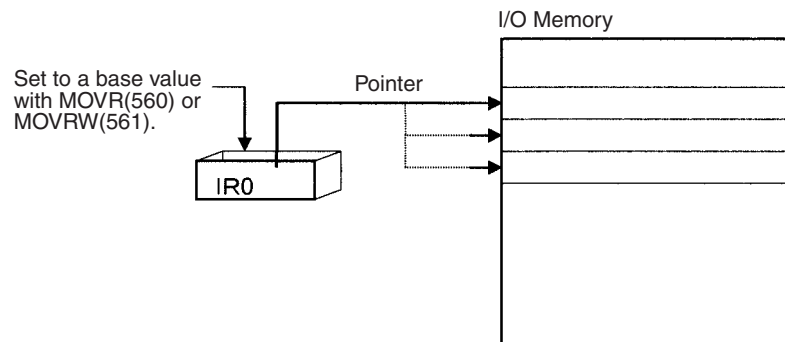 I/O Memory
Set to a base value
with MOVR(560) or
MOVRW(561).
Pointer
IR0